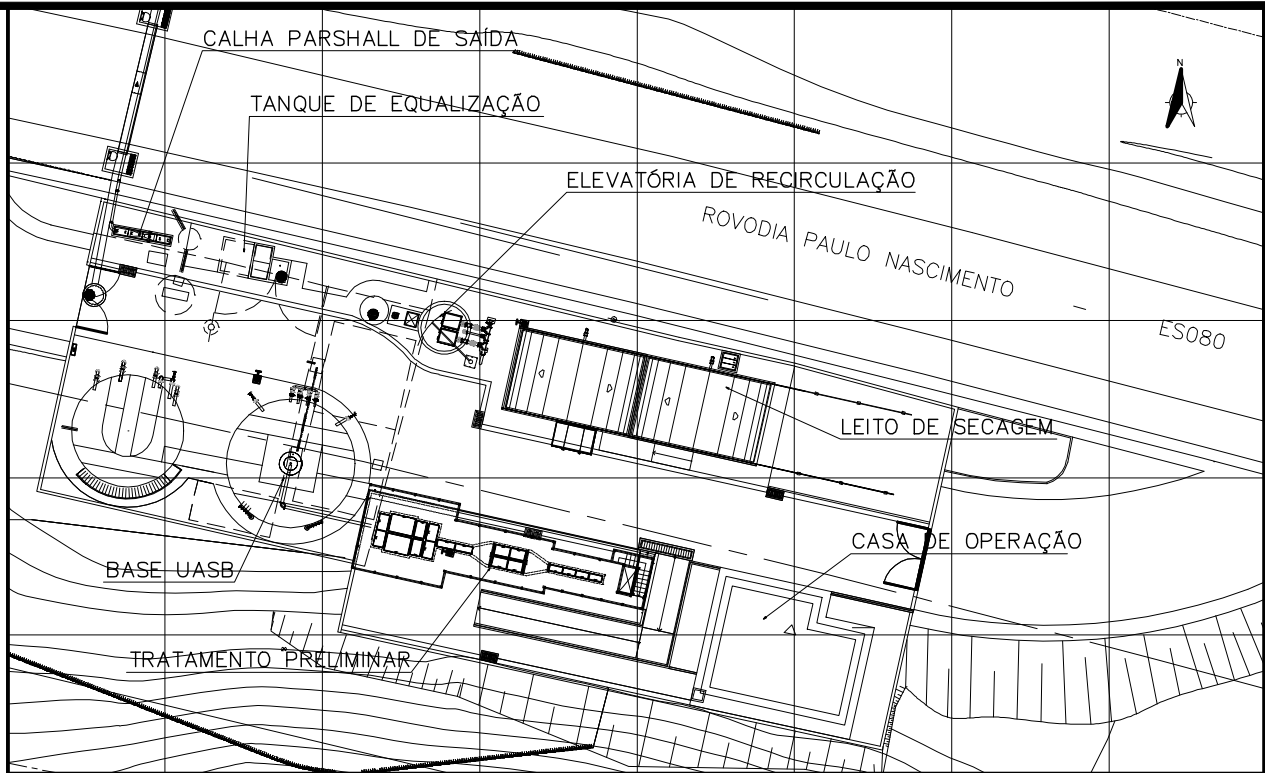 CALHA PARSHALL DE SAÍDA
N
TANQUE DE EQUALIZAÇÃO
ELEVATÓRIA DE RECIRCULAÇÃO
ROVODIA PAULO NASCIMENTO
ES080
LEITO DE SECAGEM
CASA DE OPERAÇÃO
BASE UASB
TRATAMENTO PRELIMINAR